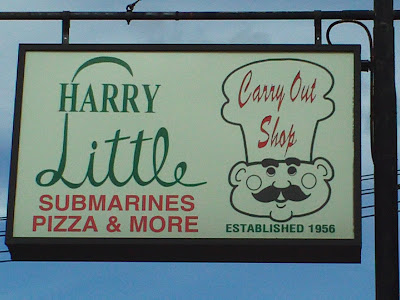 HARRY
Little
SUBMARINES
PIZZA & MORE
Carry Out
Shop
ESTABLISHED 1956